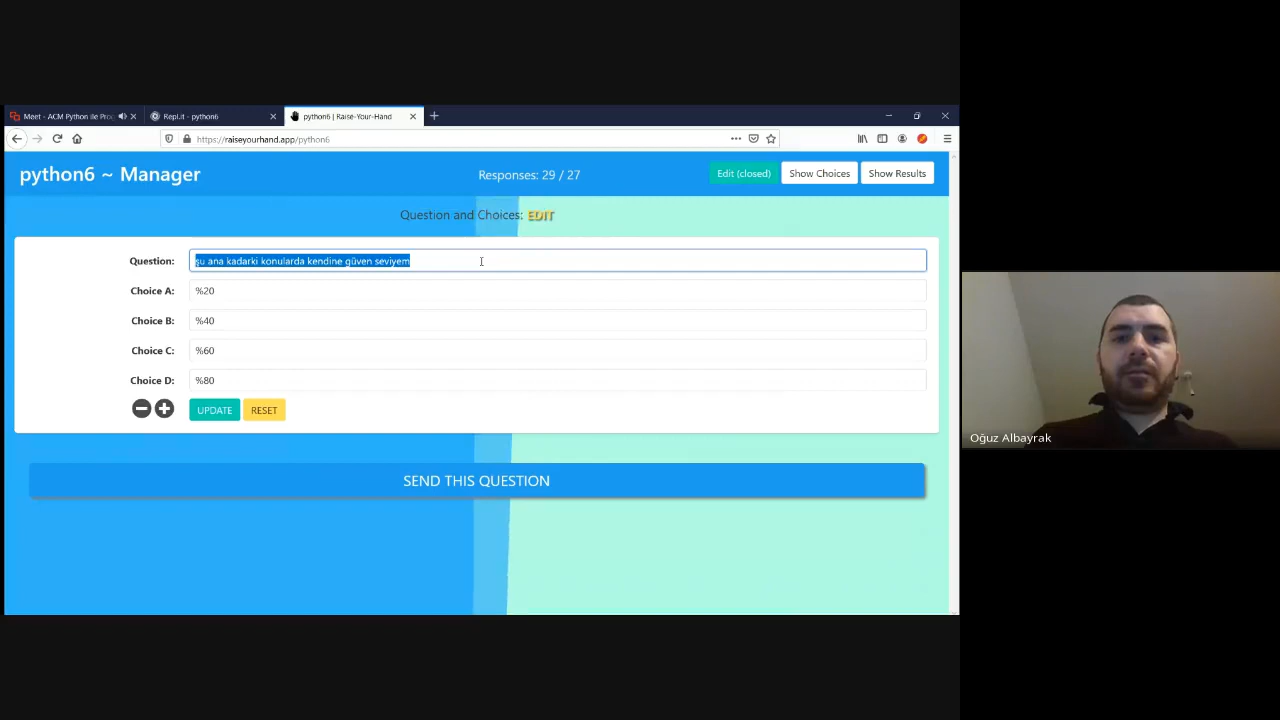 Meet - ACM Python ile Pro
Repl.it - python6
python6 | Raise-Your-Hand
https://raiseyourhand.app/python6
python6 ~ Manager
Responses: 29 / 27
Edit (closed)
Show Choices
Show Results
Question and Choices: EDIT
Question: şu ana kadarki konularda kendine güven seviyem
Choice A: %20
Choice B: %40
Choice C: %60
Choice D: %80
UPDATE
RESET
SEND THIS QUESTION
Oğuz Albayrak